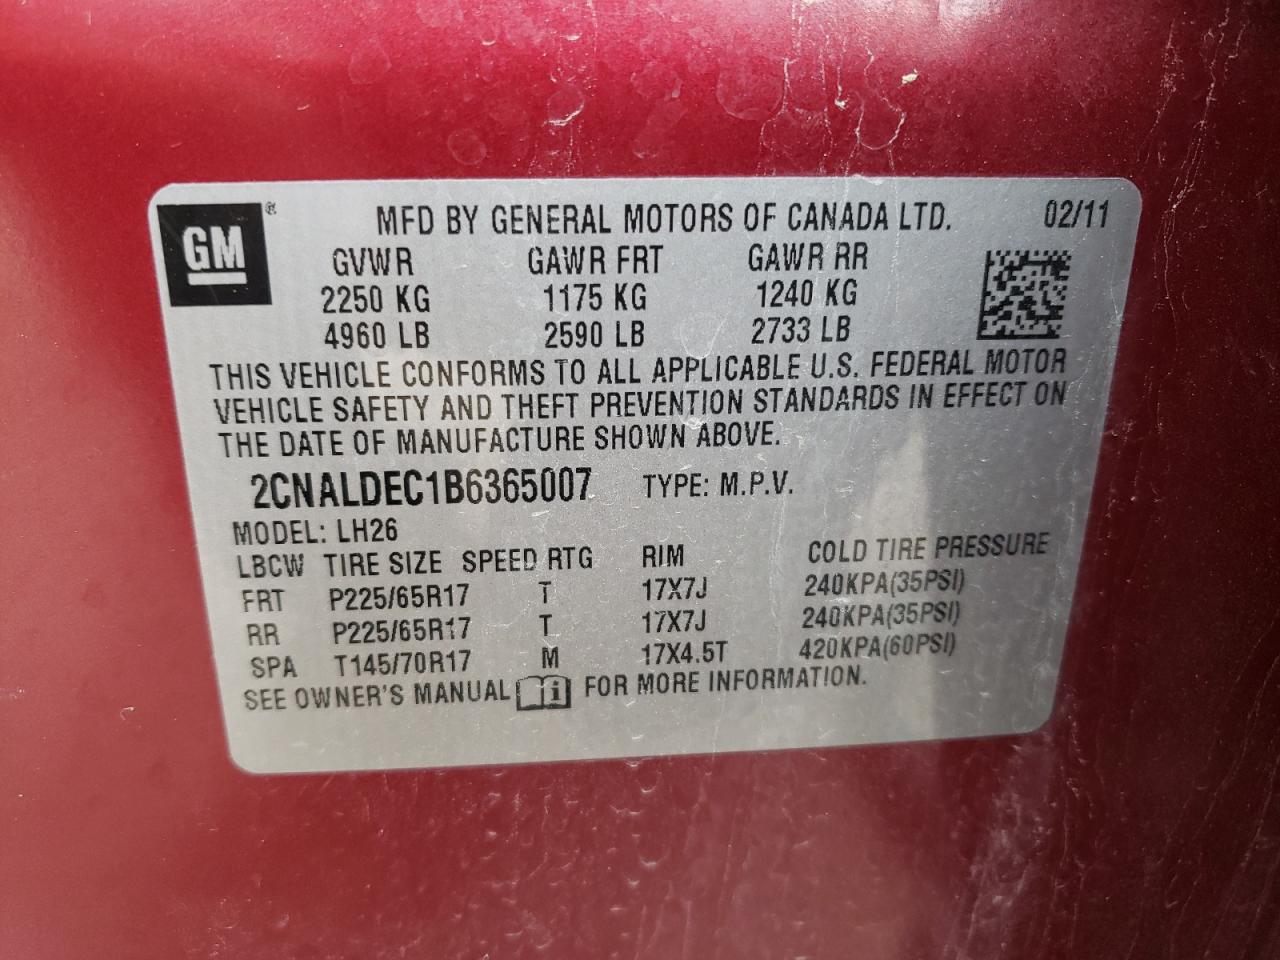 GM ® MFD BY GENERAL MOTORS OF CANADA LTD. 02/11
GVWR GAWR FRT GAWR RR
2250 KG 1175 KG 1240 KG
4960 LB 2590 LB 2733 LB
THIS VEHICLE CONFORMS TO ALL APPLICABLE U.S. FEDERAL MOTOR
VEHICLE SAFETY AND THEFT PREVENTION STANDARDS IN EFFECT ON
THE DATE OF MANUFACTURE SHOWN ABOVE.
2CNALDEC1B6365007 TYPE: M.P.V.
MODEL: LH26
LBCW TIRE SIZE SPEED RTG RIM COLD TIRE PRESSURE
FRT P225/65R17 T 17X7J 240KPA(35PSI)
RR P225/65R17 T 17X7J 240KPA(35PSI)
SPA T145/70R17 M 17X4.5T 420KPA(60PSI)
SEE OWNER'S MANUAL i FOR MORE INFORMATION.